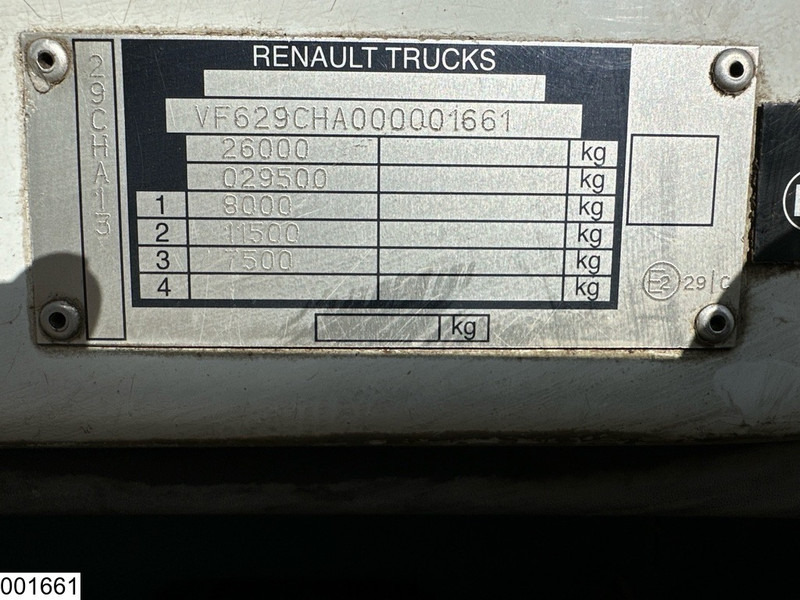 RENAULT TRUCKS
29CHA13
VF629CHA000001661
26000 kg
029500 kg
1 8000 kg
2 11500 kg
3 7500 kg
4 kg
E2 29/C
kg
001661